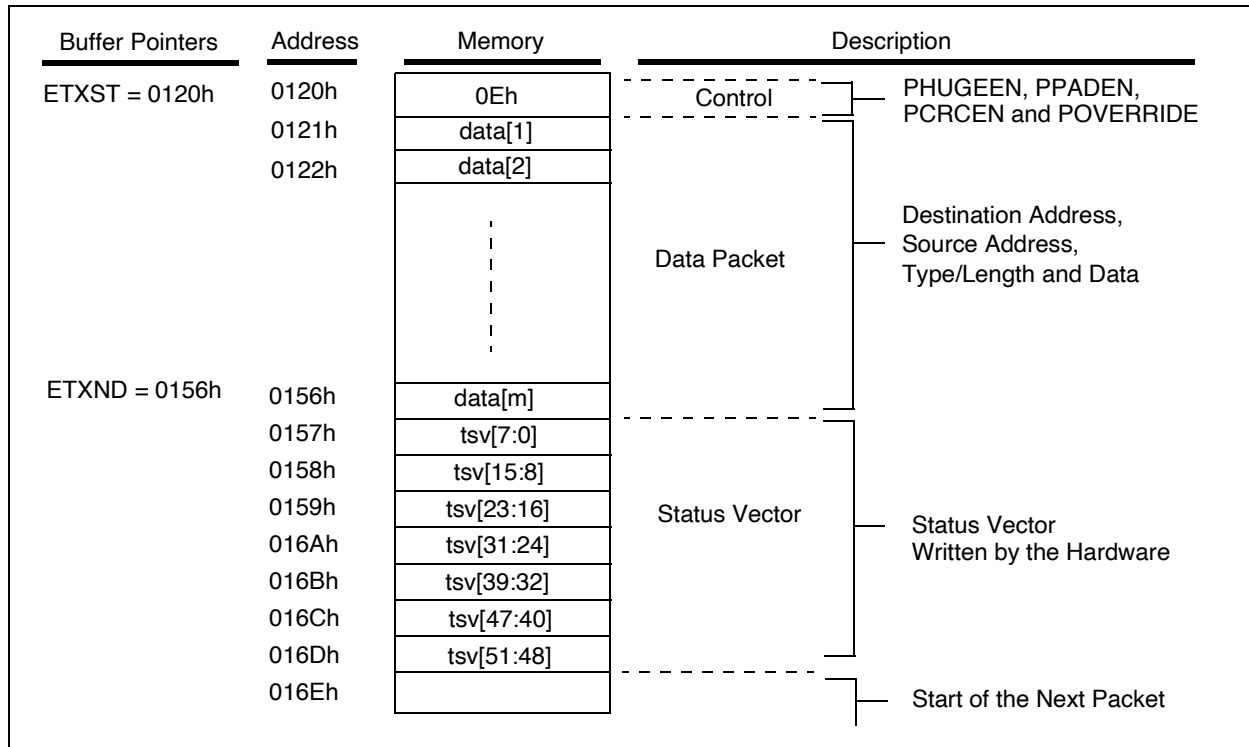 Buffer Pointers Address Memory Description
ETXST = 0120h 0120h 0Eh Control PHUGEEN, PPADEN,
PCRCEN and POVERRIDE
0121h data[1]
0122h data[2]
Destination Address,
Source Address,
Type/Length and Data
Data Packet
ETXND = 0156h 0156h data[m]
0157h tsv[7:0]
0158h tsv[15:8]
0159h tsv[23:16] Status Vector Status Vector
Written by the Hardware
016Ah tsv[31:24]
016Bh tsv[39:32]
016Ch tsv[47:40]
016Dh tsv[51:48]
016Eh Start of the Next Packet